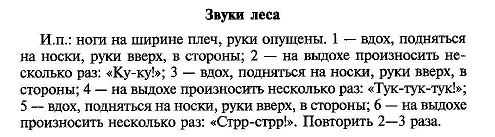 Звуки леса
И.п.: ноги на ширине плеч, руки опущены. 1 — вдох, подняться
на носки, руки вверх, в стороны; 2 — на выдохе произносить не-
сколько раз: «Ку-ку!»; 3 — вдох, подняться на носки, руки вверх, в
стороны; 4 — на выдохе произносить несколько раз: «Тук-тук-тук!»;
5 — вдох, подняться на носки, руки вверх, в стороны; 6 — на выдохе
произносить несколько раз: «Стрр-стрр!». Повторить 2—3 раза.